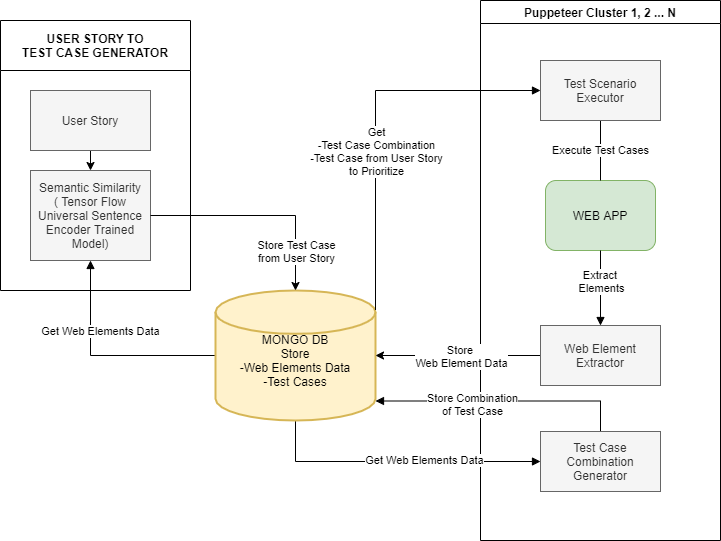 Puppeteer Cluster 1, 2 ... N
USER STORY TO
TEST CASE GENERATOR
User Story
Semantic Similarity
( Tensor Flow
Universal Sentence
Encoder Trained
Model)
Get Web Elements Data
Store Test Case
from User Story
MONGO DB
Store
-Web Elements Data
-Test Cases
Get
-Test Case Combination
-Test Case from User Story
to Prioritize
Test Scenario
Executor
Execute Test Cases
WEB APP
Extract
Elements
Web Element
Extractor
Store
Web Element Data
Store Combination
of Test Case
Get Web Elements Data
Test Case
Combination
Generator